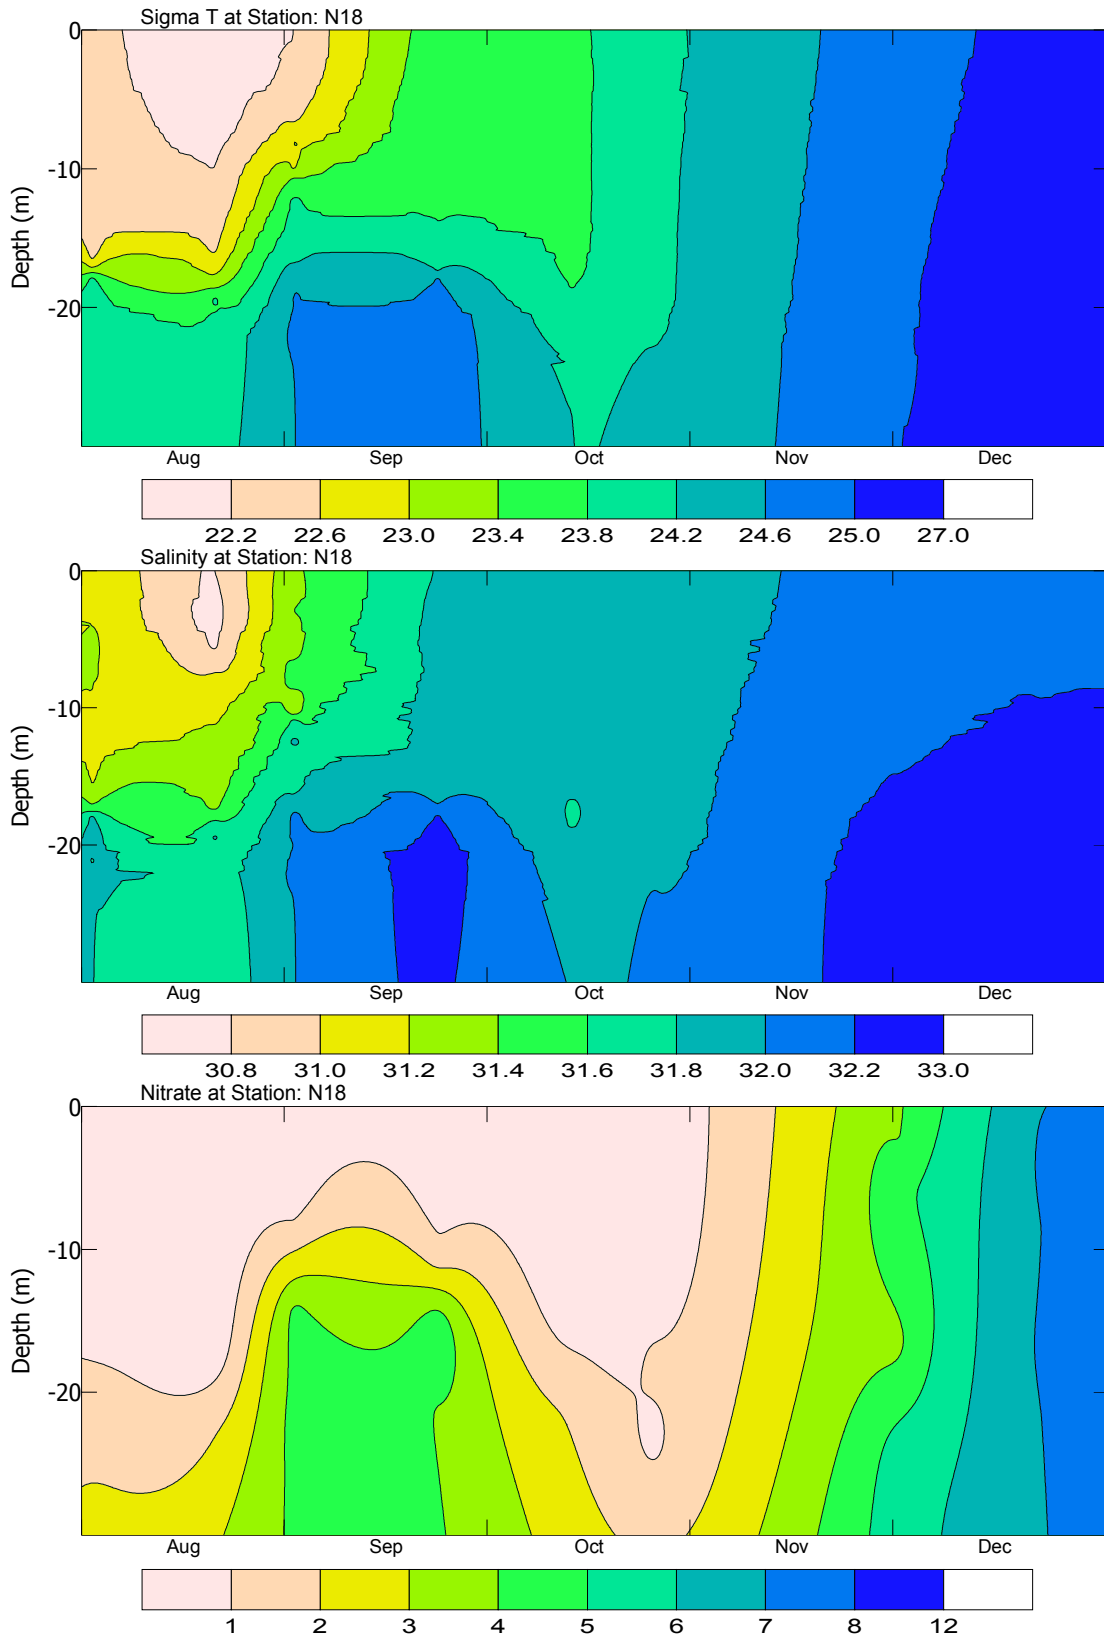 Sigma T at Station: N18
0
-10
-20
Depth (m)
Aug Sep Oct Nov Dec
22.2 22.6 23.0 23.4 23.8 24.2 24.6 25.0 27.0
Salinity at Station: N18
0
-10
-20
Depth (m)
Aug Sep Oct Nov Dec
30.8 31.0 31.2 31.4 31.6 31.8 32.0 32.2 33.0
Nitrate at Station: N18
0
-10
-20
Depth (m)
Aug Sep Oct Nov Dec
1 2 3 4 5 6 7 8 12